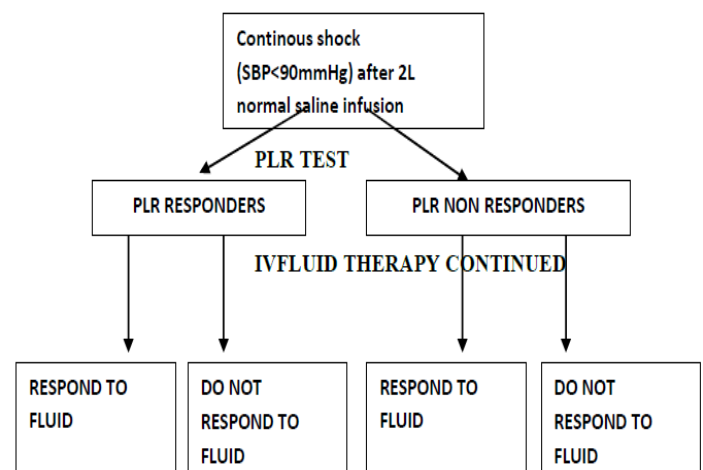 Continous shock
(SBP<90mmHg) after 2L
normal saline infusion
PLR TEST
PLR RESPONDERS
PLR NON RESPONDERS
IVFLUID THERAPY CONTINUED
RESPOND TO
FLUID
DO NOT
RESPOND TO
FLUID
RESPOND TO
FLUID
DO NOT
RESPOND TO
FLUID